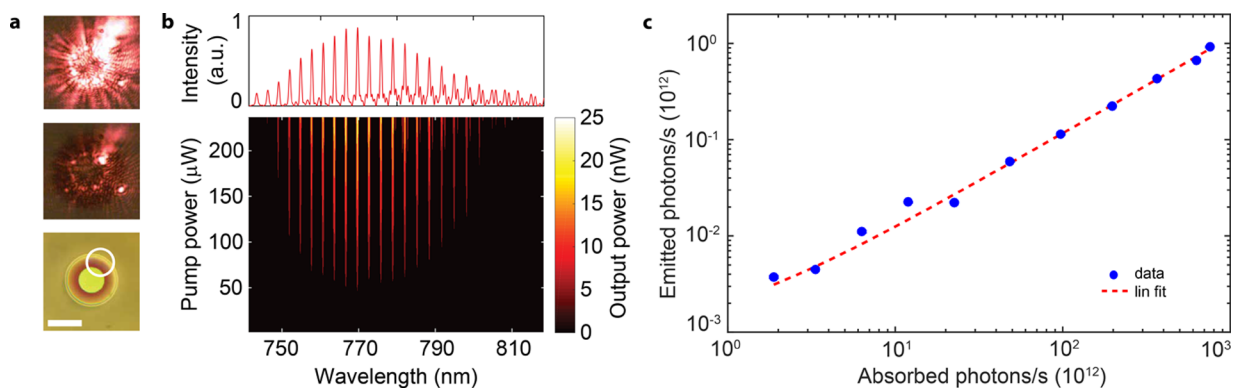 a
b
Intensity
(a.u.)
1
0
Pump power (µW)
200
150
100
50
740
750
770
790
810
Wavelength (nm)
25
20
15
10
5
0
Output power (nW)
c
Emitted photons/s (10¹²)
10⁰
10⁻¹
10⁻²
10⁻³
data
lin fit
10⁰ 10¹ 10² 10³
Absorbed photons/s (10¹²)